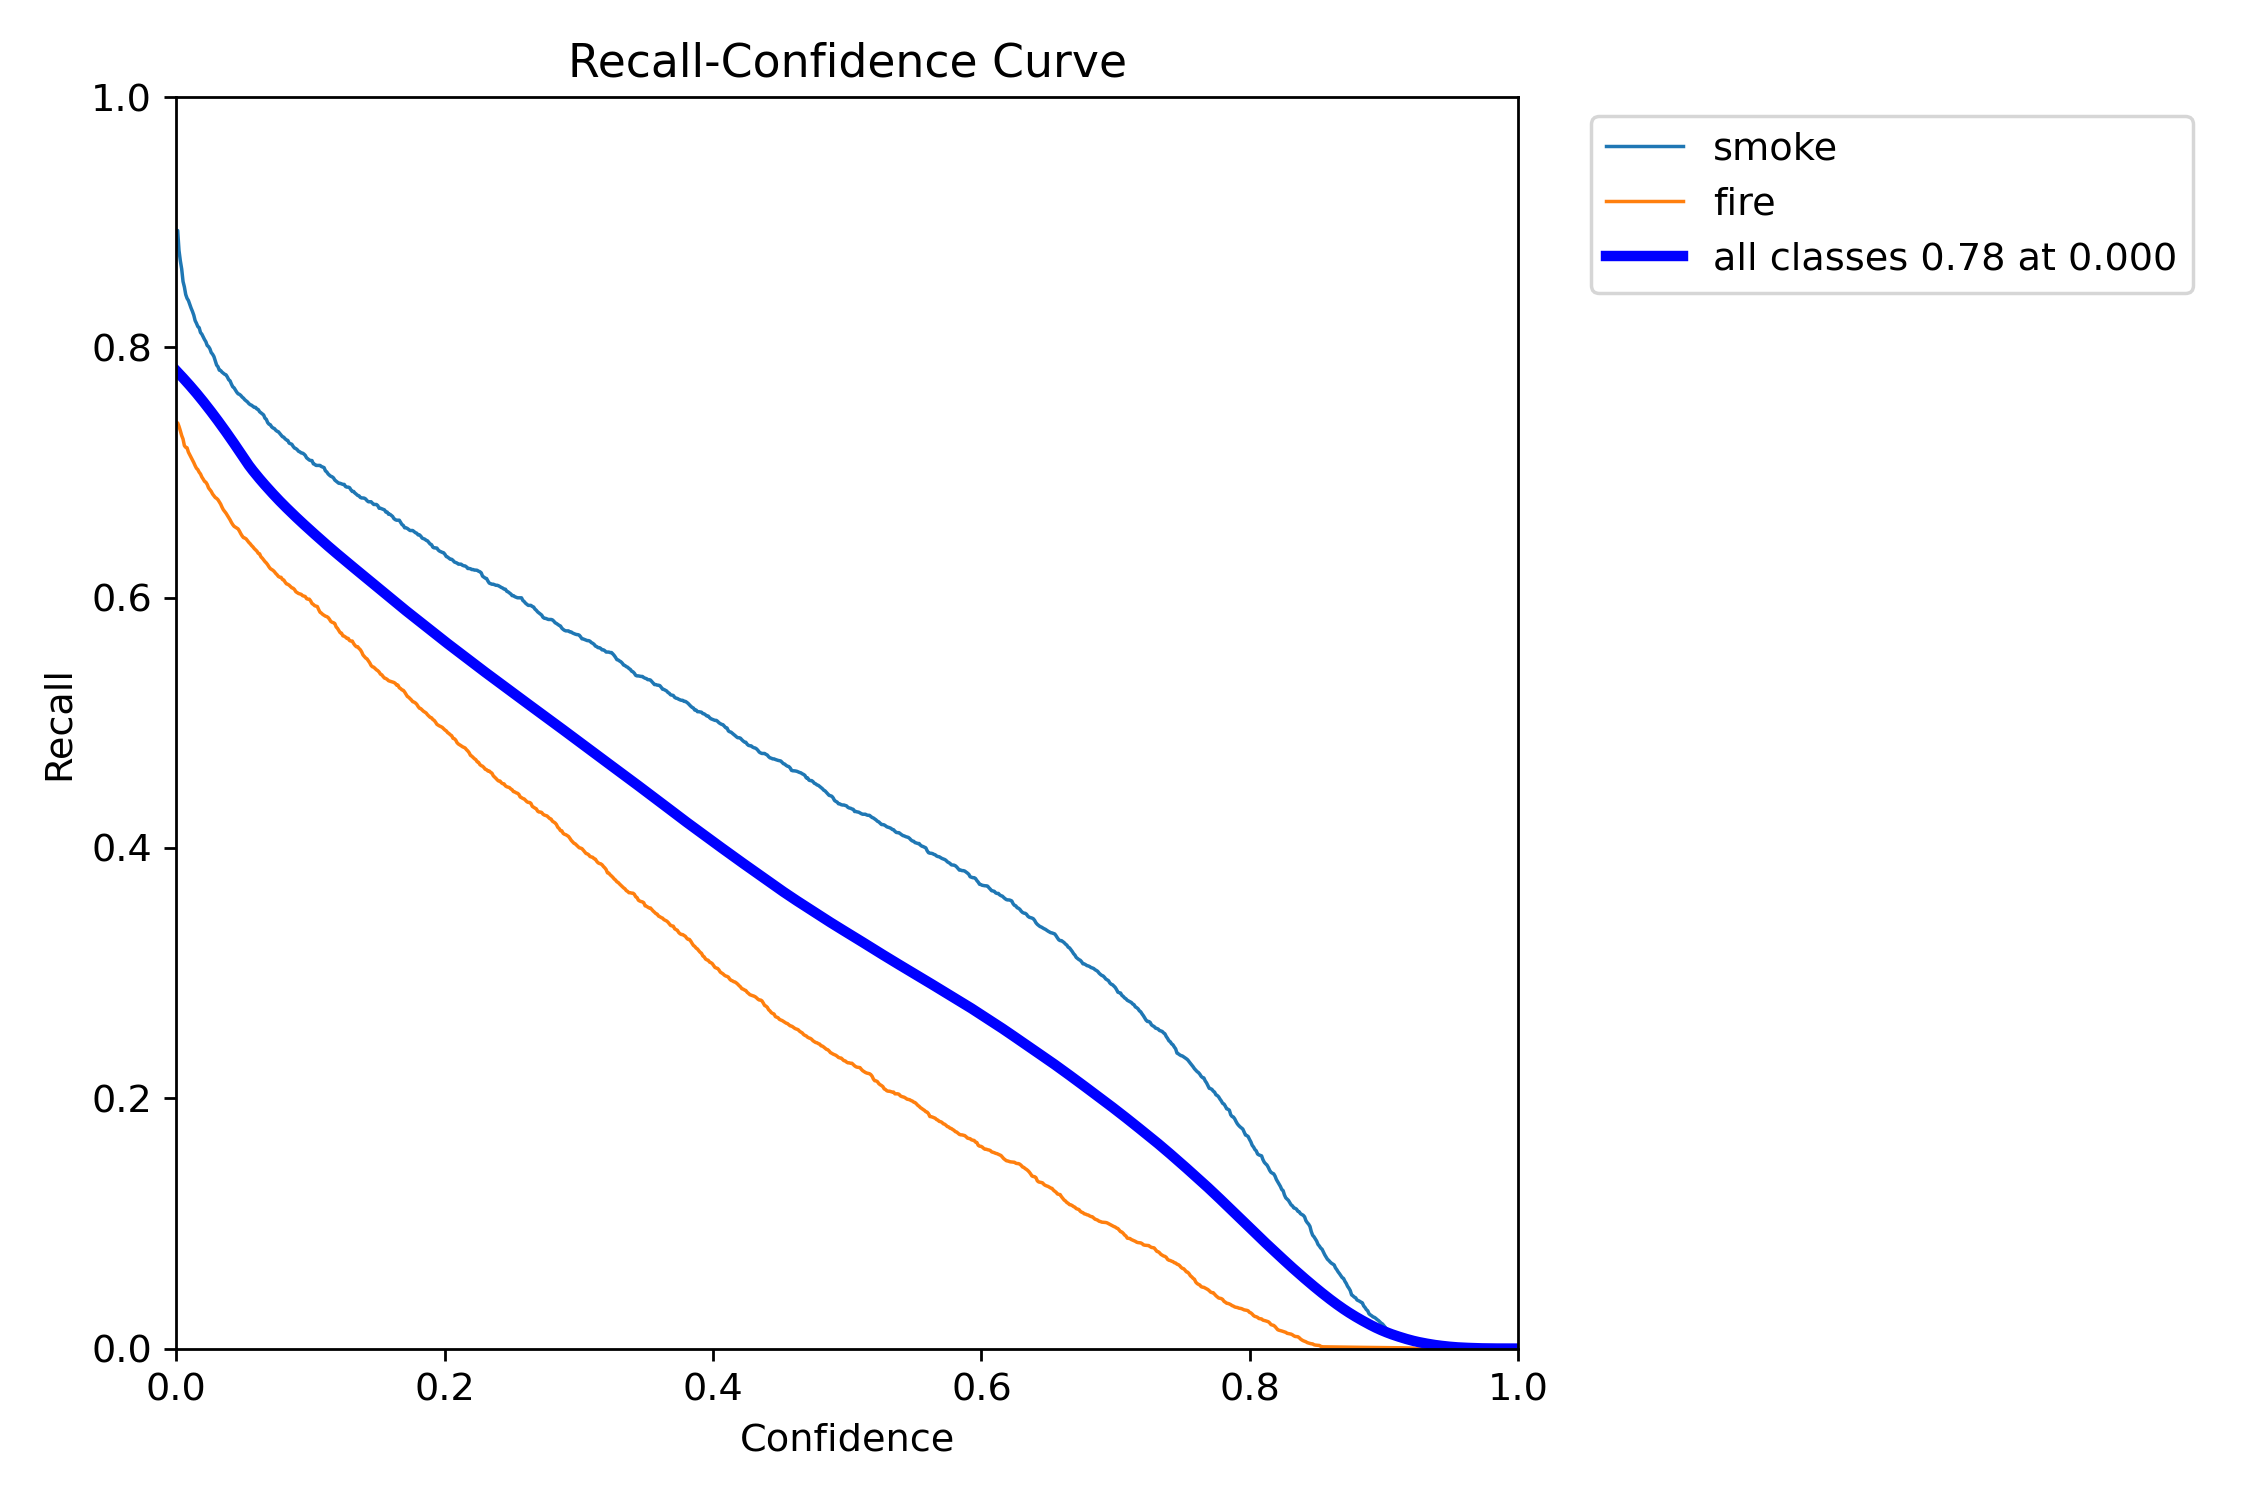 Recall-Confidence Curve
1.0
0.8
0.6
0.4
0.2
0.0
Recall
0.0 0.2 0.4 0.6 0.8 1.0
Confidence
smoke
fire
all classes 0.78 at 0.000